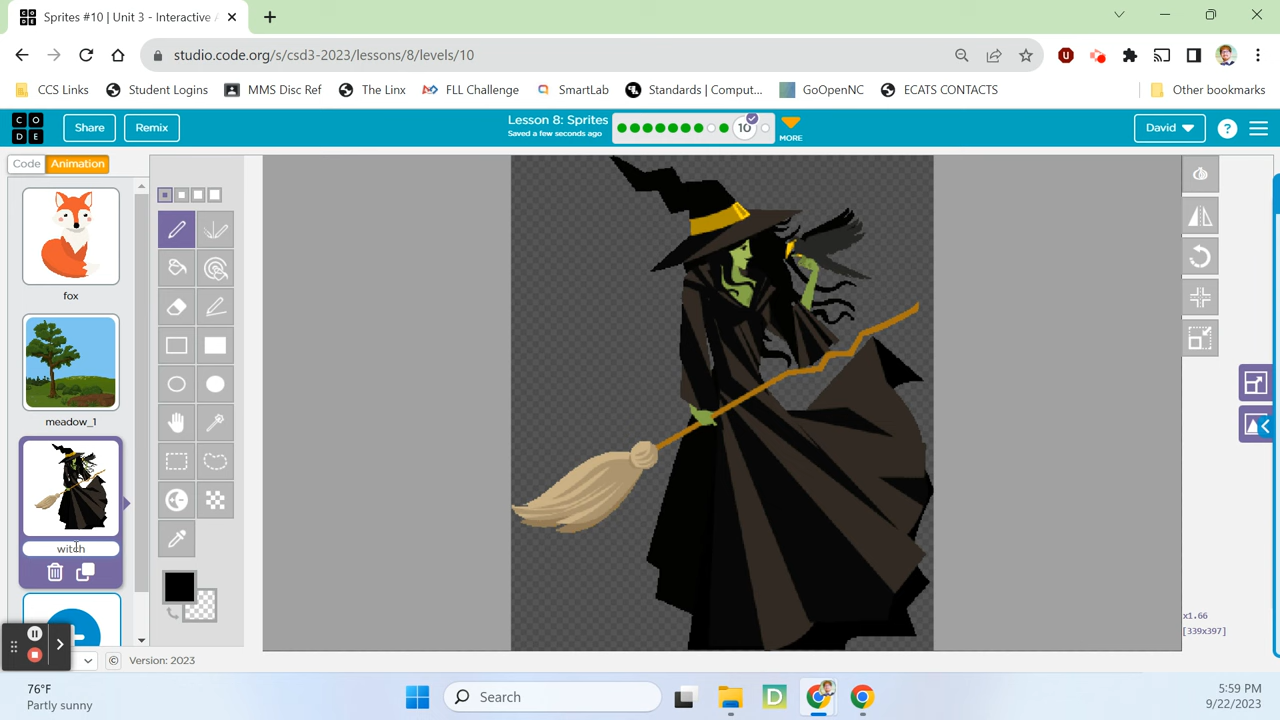 Sprites #10 | Unit 3 - Interactive
studio.code.org/s/csd3-2023/lessons/8/levels/10
CCS Links Student Logins MMS Disc Ref The Linx FLL Challenge SmartLab Standards | Comput... GoOpenNC ECATS CONTACTS Other bookmarks
C O D E Share Remix Lesson 8: Sprites
Saved a few seconds ago
10
MORE
David
Code Animation
fox
meadow_1
witch
x1.66
[339x397]
Version: 2023
76°F
Partly sunny
Search
5:59 PM
9/22/2023